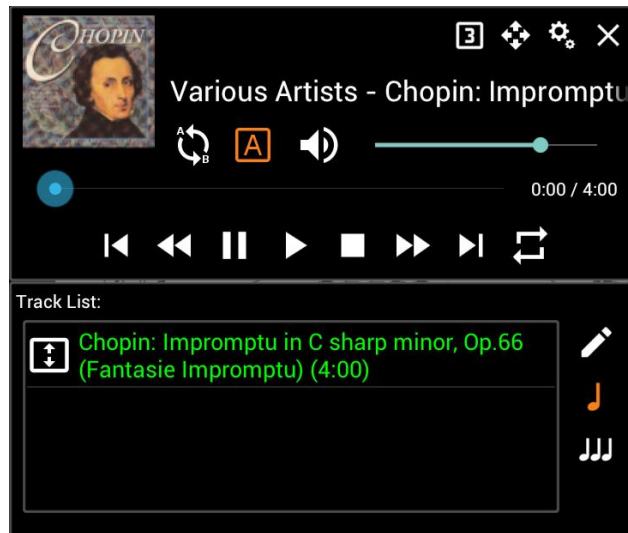 CHOPIN
3
Various Artists - Chopin: Impromptu
A B
A
0:00 / 4:00
Track List:
Chopin: Impromptu in C sharp minor, Op.66
(Fantasie Impromptu) (4:00)